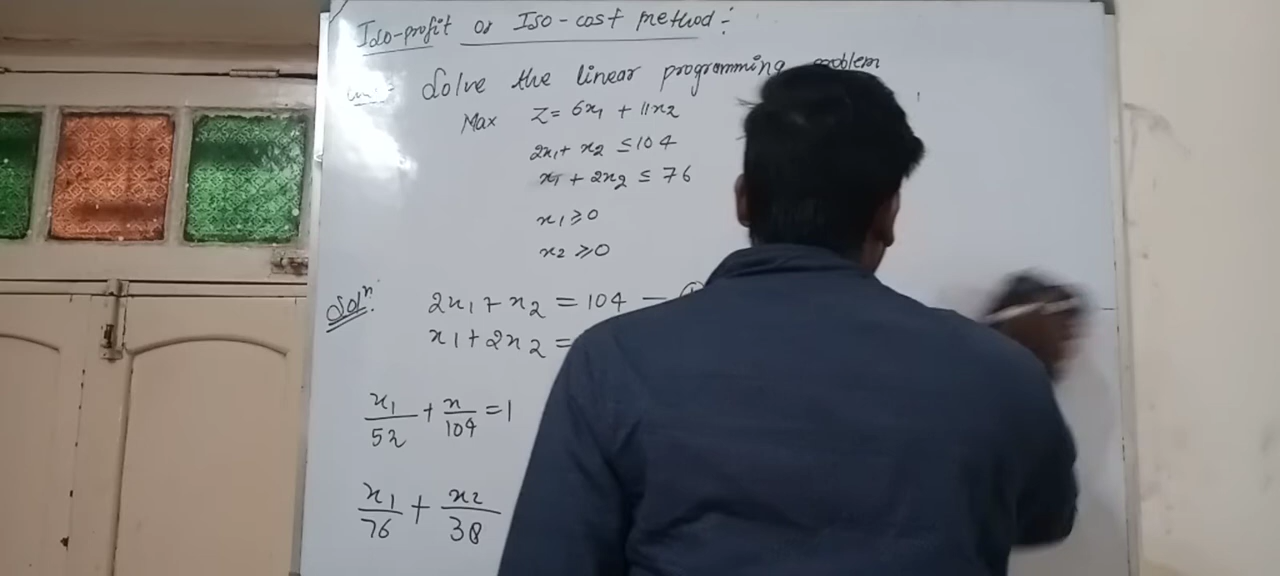 Iso-profit or Iso-cost method:-
Solve the linear programming problem
Max Z = 6x₁ + 11x₂
2x₁ + x₂ ≤ 104
x₁ + 2x₂ ≤ 76
x₁ ≥ 0
x₂ ≥ 0
Solⁿ: 2x₁ + x₂ = 104 —
x₁ + 2x₂ =
x₁/52 + x/104 = 1
x₁/76 + x₂/38